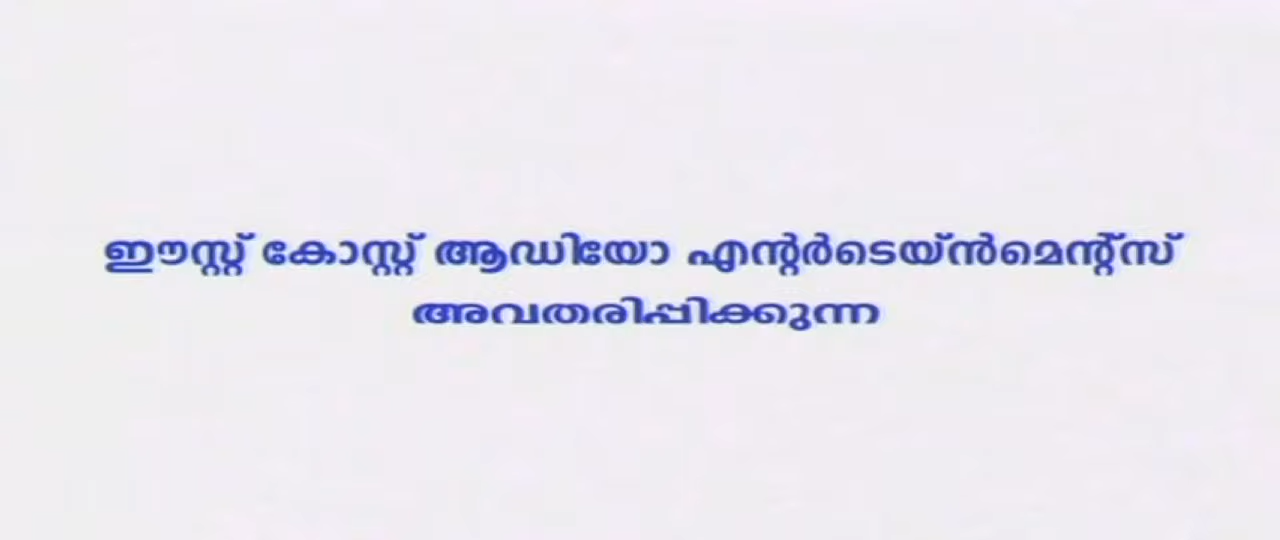 ഈസ്റ്റ് കോസ്റ്റ് ആഡിയോ എന്റർടെയ്ൻമെന്റ്സ്
അവതരിപ്പിക്കുന്ന